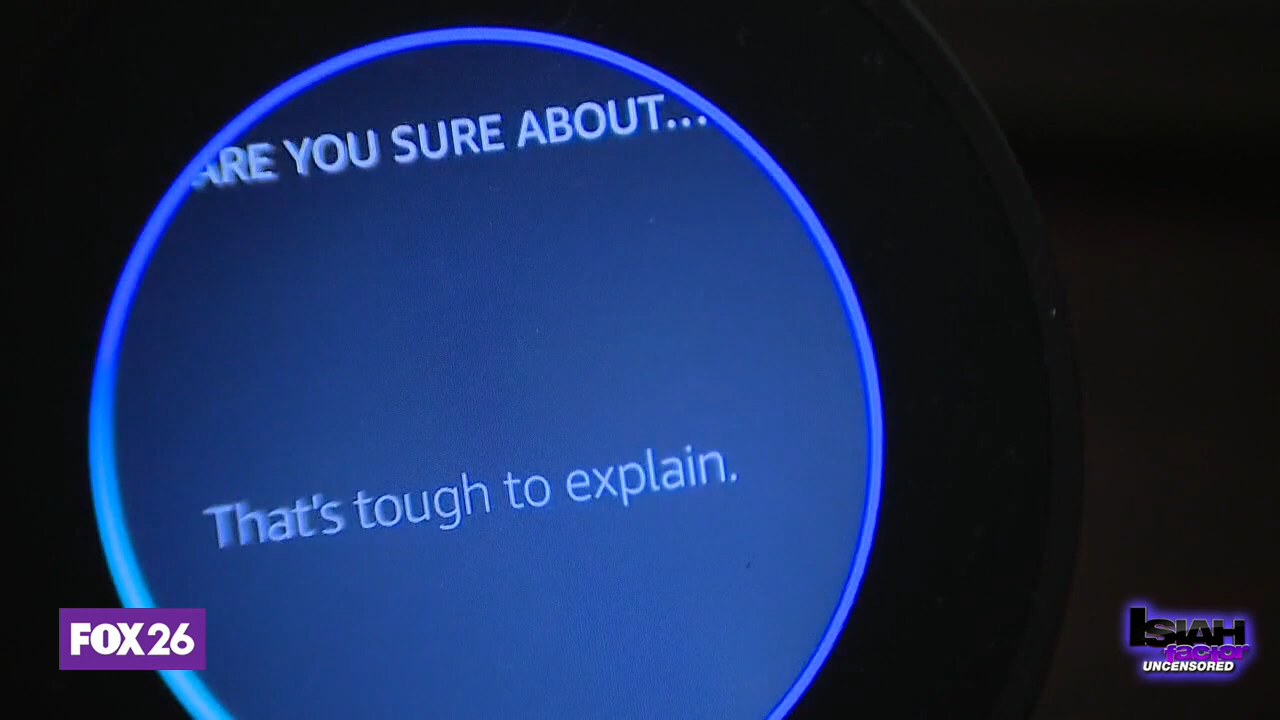 ARE YOU SURE ABOUT...
That's tough to explain.
FOX 26
ISIAH
factor
UNCENSORED